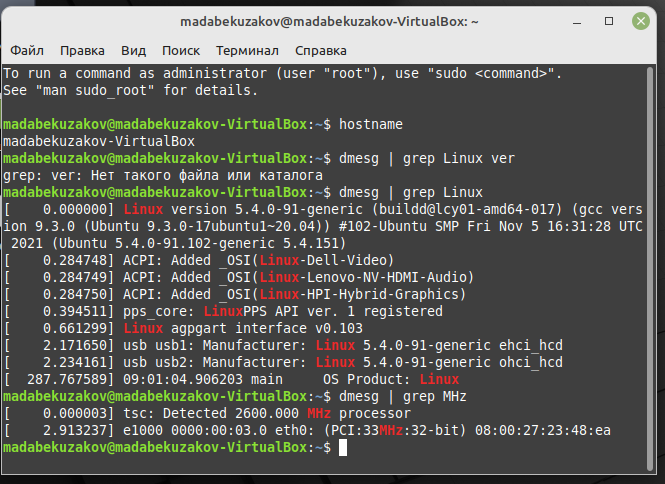 madabekuzakov@madabekuzakov-VirtualBox: ~
Файл Правка Вид Поиск Терминал Справка
To run a command as administrator (user "root"), use "sudo <command>".
See "man sudo_root" for details.
madabekuzakov@madabekuzakov-VirtualBox:~$ hostname
madabekuzakov-VirtualBox
madabekuzakov@madabekuzakov-VirtualBox:~$ dmesg | grep Linux ver
grep: ver: Нет такого файла или каталога
madabekuzakov@madabekuzakov-VirtualBox:~$ dmesg | grep Linux
[    0.000000] Linux version 5.4.0-91-generic (buildd@lcy01-amd64-017) (gcc vers
ion 9.3.0 (Ubuntu 9.3.0-17ubuntu1~20.04)) #102-Ubuntu SMP Fri Nov 5 16:31:28 UTC
 2021 (Ubuntu 5.4.0-91.102-generic 5.4.151)
[    0.284748] ACPI: Added _OSI(Linux-Dell-Video)
[    0.284749] ACPI: Added _OSI(Linux-Lenovo-NV-HDMI-Audio)
[    0.284750] ACPI: Added _OSI(Linux-HPI-Hybrid-Graphics)
[    0.394511] pps_core: LinuxPPS API ver. 1 registered
[    0.661299] Linux agpgart interface v0.103
[    2.171650] usb usb1: Manufacturer: Linux 5.4.0-91-generic ehci_hcd
[    2.234161] usb usb2: Manufacturer: Linux 5.4.0-91-generic ohci_hcd
[  287.767589] 09:01:04.906203 main     OS Product: Linux
madabekuzakov@madabekuzakov-VirtualBox:~$ dmesg | grep MHz
[    0.000003] tsc: Detected 2600.000 MHz processor
[    2.913237] e1000 0000:00:03.0 eth0: (PCI:33MHz:32-bit) 08:00:27:23:48:ea
madabekuzakov@madabekuzakov-VirtualBox:~$